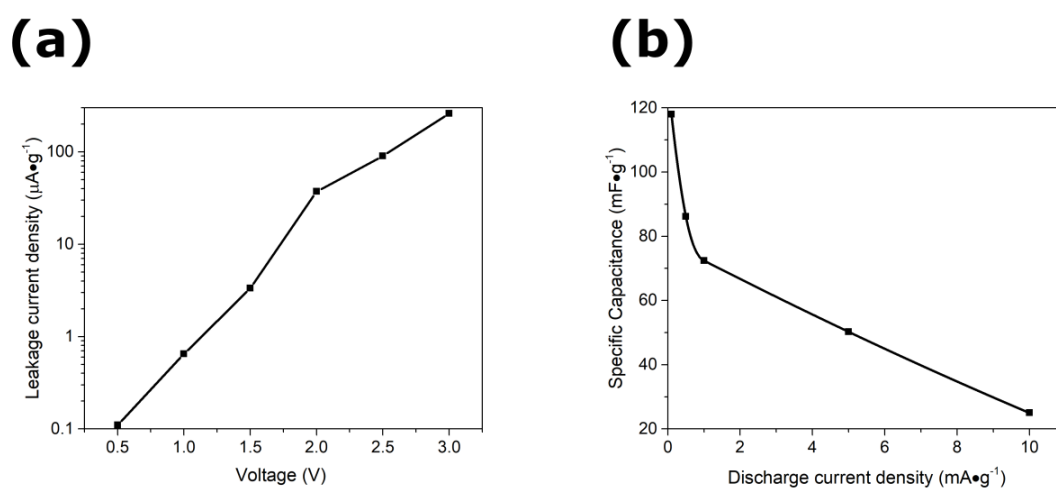 (a)
100
10
1
0.1
Leakage current density (μA•g⁻¹)
0.5 1.0 1.5 2.0 2.5 3.0
Voltage (V)
(b)
120
100
80
60
40
20
Specific Capacitance (mF•g⁻¹)
0 2 4 6 8 10
Discharge current density (mA•g⁻¹)